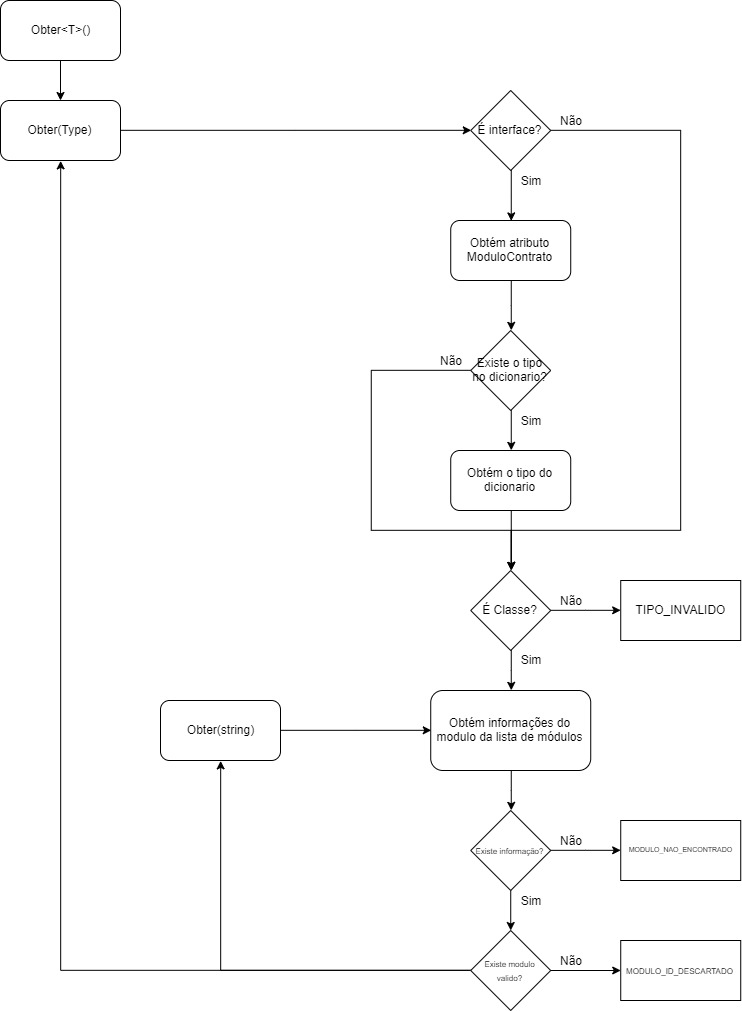 Obter<T>()
Obter(Type)
É interface?
Não
Sim
Obtém atributo
ModuloContrato
Não
Existe o tipo
no dicionario?
Sim
Obtém o tipo do
dicionario
É Classe?
Não
TIPO_INVALIDO
Sim
Obter(string)
Obtém informações do
modulo da lista de módulos
Existe informação?
Não
MODULO_NAO_ENCONTRADO
Sim
Existe modulo
valido?
Não
MODULO_ID_DESCARTADO